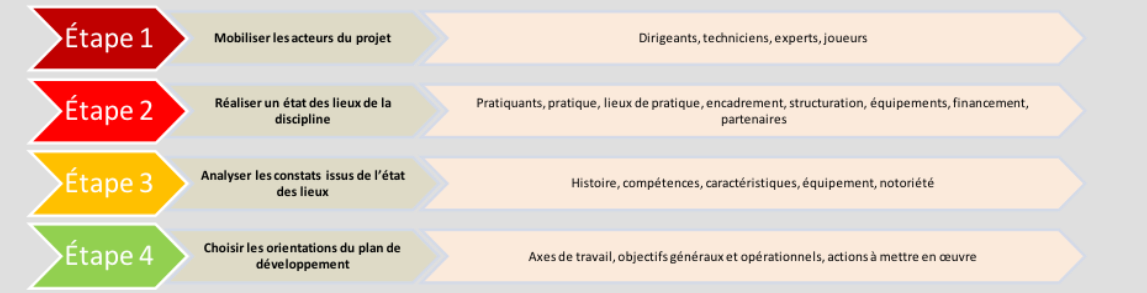 Étape 1
Mobiliser les acteurs du projet
Dirigeants, techniciens, experts, joueurs
Étape 2
Réaliser un état des lieux de la
discipline
Pratiquants, pratique, lieux de pratique, encadrement, structuration, équipements, financement,
partenaires
Étape 3
Analyser les constats issus de l’état
des lieux
Histoire, compétences, caractéristiques, équipement, notoriété
Étape 4
Choisir les orientations du plan de
développement
Axes de travail, objectifs généraux et opérationnels, actions à mettre en œuvre